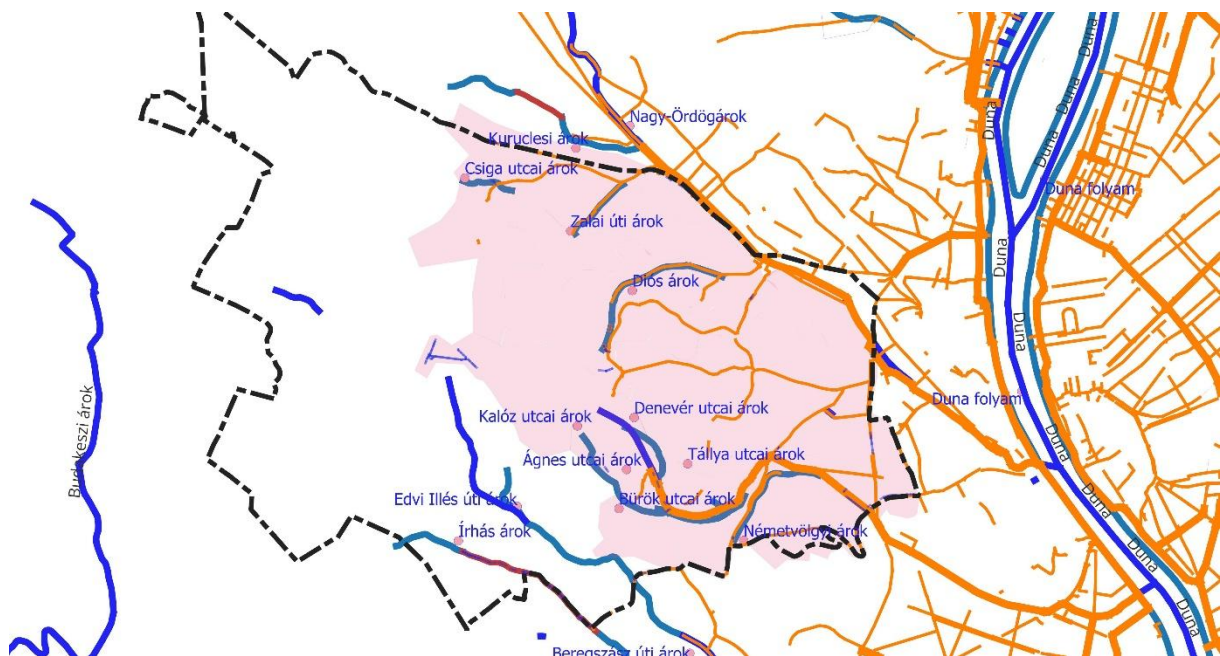 Duna
Duna
Duna
Nagy-Ördögárok
Duna
Kuruclesi árok
Duna
Csiga utcai árok
Duna folyam
Zalai úti árok
Duna
Diós árok
Duna
Duna folyam
Budakeszi árok
Kalóz utcai árok
Denevér utcai árok
Duna
Ágnes utcai árok
Tállya utcai árok
Edvi Illés úti árok
Bürök utcai árok
Duna
Írhás árok
Németvölgyi árok
Duna
Duna
Beregszász úti árok